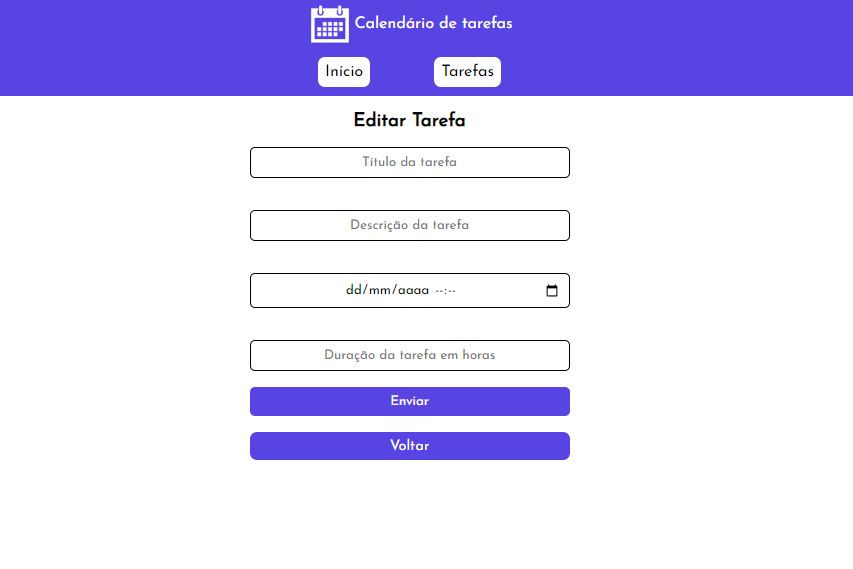 Calendário de tarefas
Início Tarefas
Editar Tarefa
Título da tarefa
Descrição da tarefa
dd/mm/aaaa --:--
Duração da tarefa em horas
Enviar
Voltar